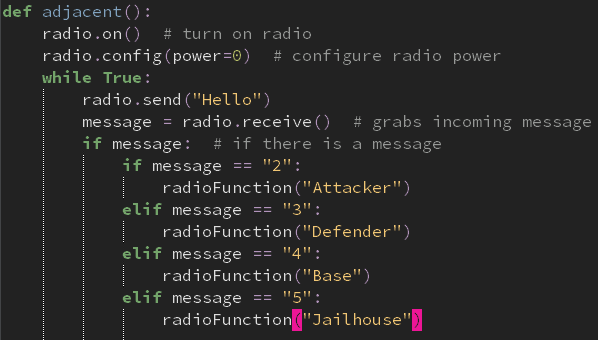 def adjacent():
    radio.on()  # turn on radio
    radio.config(power=0)  # configure radio power
    while True:
        radio.send("Hello")
        message = radio.receive()  # grabs incoming message
        if message:  # if there is a message
            if message == "2":
                radioFunction("Attacker")
            elif message == "3":
                radioFunction("Defender")
            elif message == "4":
                radioFunction("Base")
            elif message == "5":
                radioFunction("Jailhouse")